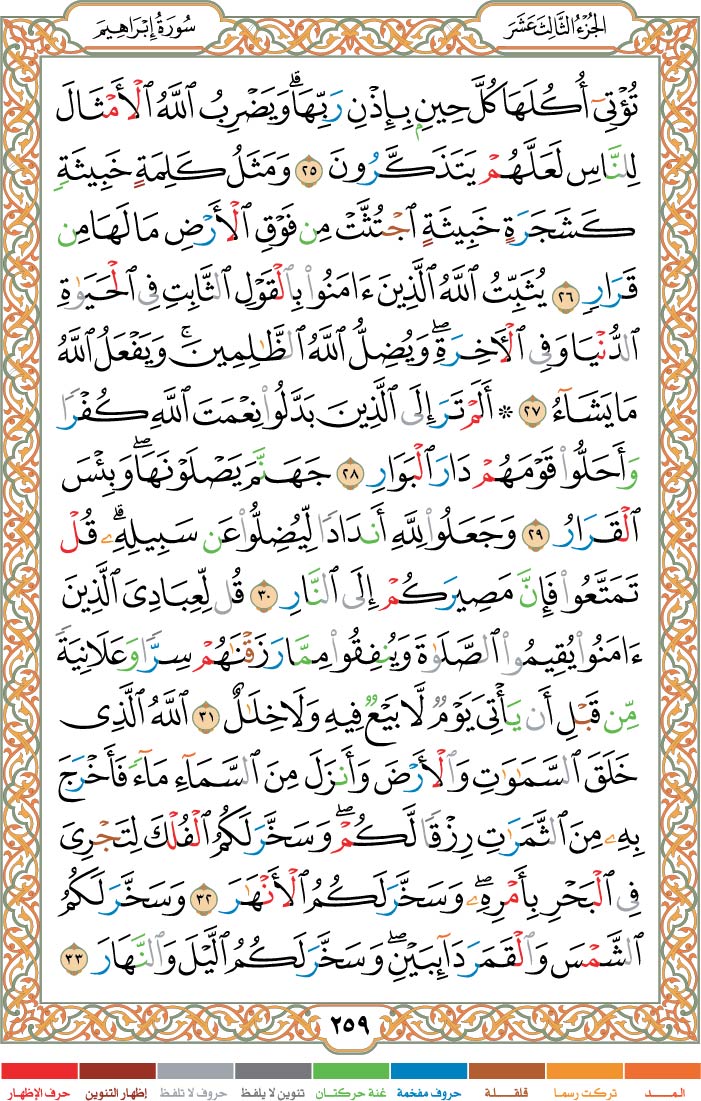 سُورَةُ إِبْرَاهِيمَ
الجُزْءُ الثَّالِثَ عَشَرَ
تُؤْتِىٓ أُكُلَهَا كُلَّ حِينٍۭ بِإِذْنِ رَبِّهَاۗ وَيَضْرِبُ ٱللَّهُ ٱلْأَمْثَالَ
لِلنَّاسِ لَعَلَّهُمْ يَتَذَكَّرُونَ ٢٥ وَمَثَلُ كَلِمَةٍ خَبِيثَةٍ
كَشَجَرَةٍ خَبِيثَةٍ ٱجْتُثَّتْ مِن فَوْقِ ٱلْأَرْضِ مَا لَهَا مِن
قَرَارٍ ٢٦ يُثَبِّتُ ٱللَّهُ ٱلَّذِينَ ءَامَنُوا۟ بِٱلْقَوْلِ ٱلثَّابِتِ فِى ٱلْحَيَوٰةِ
ٱلدُّنْيَا وَفِى ٱلْءَاخِرَةِۖ وَيُضِلُّ ٱللَّهُ ٱلظَّـٰلِمِينَۚ وَيَفْعَلُ ٱللَّهُ
مَا يَشَآءُ ٢٧ ۞ أَلَمْ تَرَ إِلَى ٱلَّذِينَ بَدَّلُوا۟ نِعْمَتَ ٱللَّهِ كُفْرًا
وَأَحَلُّوا۟ قَوْمَهُمْ دَارَ ٱلْبَوَارِ ٢٨ جَهَنَّمَ يَصْلَوْنَهَاۖ وَبِئْسَ
ٱلْقَرَارُ ٢٩ وَجَعَلُوا۟ لِلَّهِ أَندَادًا لِّيُضِلُّوا۟ عَن سَبِيلِهِۦۗ قُلْ
تَمَتَّعُوا۟ فَإِنَّ مَصِيرَكُمْ إِلَى ٱلنَّارِ ٣٠ قُل لِّعِبَادِىَ ٱلَّذِينَ
ءَامَنُوا۟ يُقِيمُوا۟ ٱلصَّلَوٰةَ وَيُنفِقُوا۟ مِمَّا رَزَقْنَـٰهُمْ سِرًّا وَعَلَانِيَةً
مِّن قَبْلِ أَن يَأْتِىَ يَوْمٌ لَّا بَيْعٌ فِيهِ وَلَا خِلَـٰلٌ ٣١ ٱللَّهُ ٱلَّذِى
خَلَقَ ٱلسَّمَـٰوَٰتِ وَٱلْأَرْضَ وَأَنزَلَ مِنَ ٱلسَّمَآءِ مَآءً فَأَخْرَجَ
بِهِۦ مِنَ ٱلثَّمَرَٰتِ رِزْقًا لَّكُمْۖ وَسَخَّرَ لَكُمُ ٱلْفُلْكَ لِتَجْرِىَ
فِى ٱلْبَحْرِ بِأَمْرِهِۦۖ وَسَخَّرَ لَكُمُ ٱلْأَنْهَـٰرَ ٣٢ وَسَخَّرَ لَكُمُ
ٱلشَّمْسَ وَٱلْقَمَرَ دَآئِبَيْنِۖ وَسَخَّرَ لَكُمُ ٱلَّيْلَ وَٱلنَّهَارَ ٣٣
٢٥٩
المــد تركت رسما قلقلة حروف مفخمة غنة حركتان تنوين لا يلفظ حروف لا تلفظ إظهار التنوين حرف الإظهار